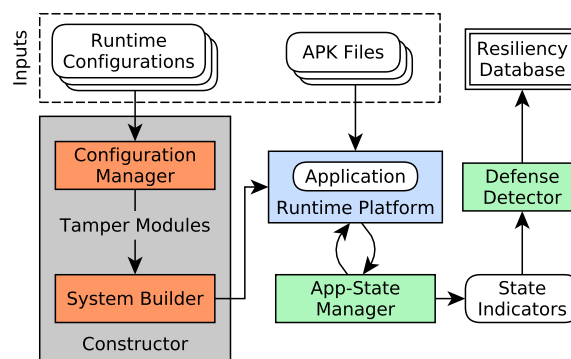 Inputs
Runtime
Configurations
APK Files
Resiliency
Database
Configuration
Manager
Tamper Modules
System Builder
Constructor
Application
Runtime Platform
App-State
Manager
Defense
Detector
State
Indicators